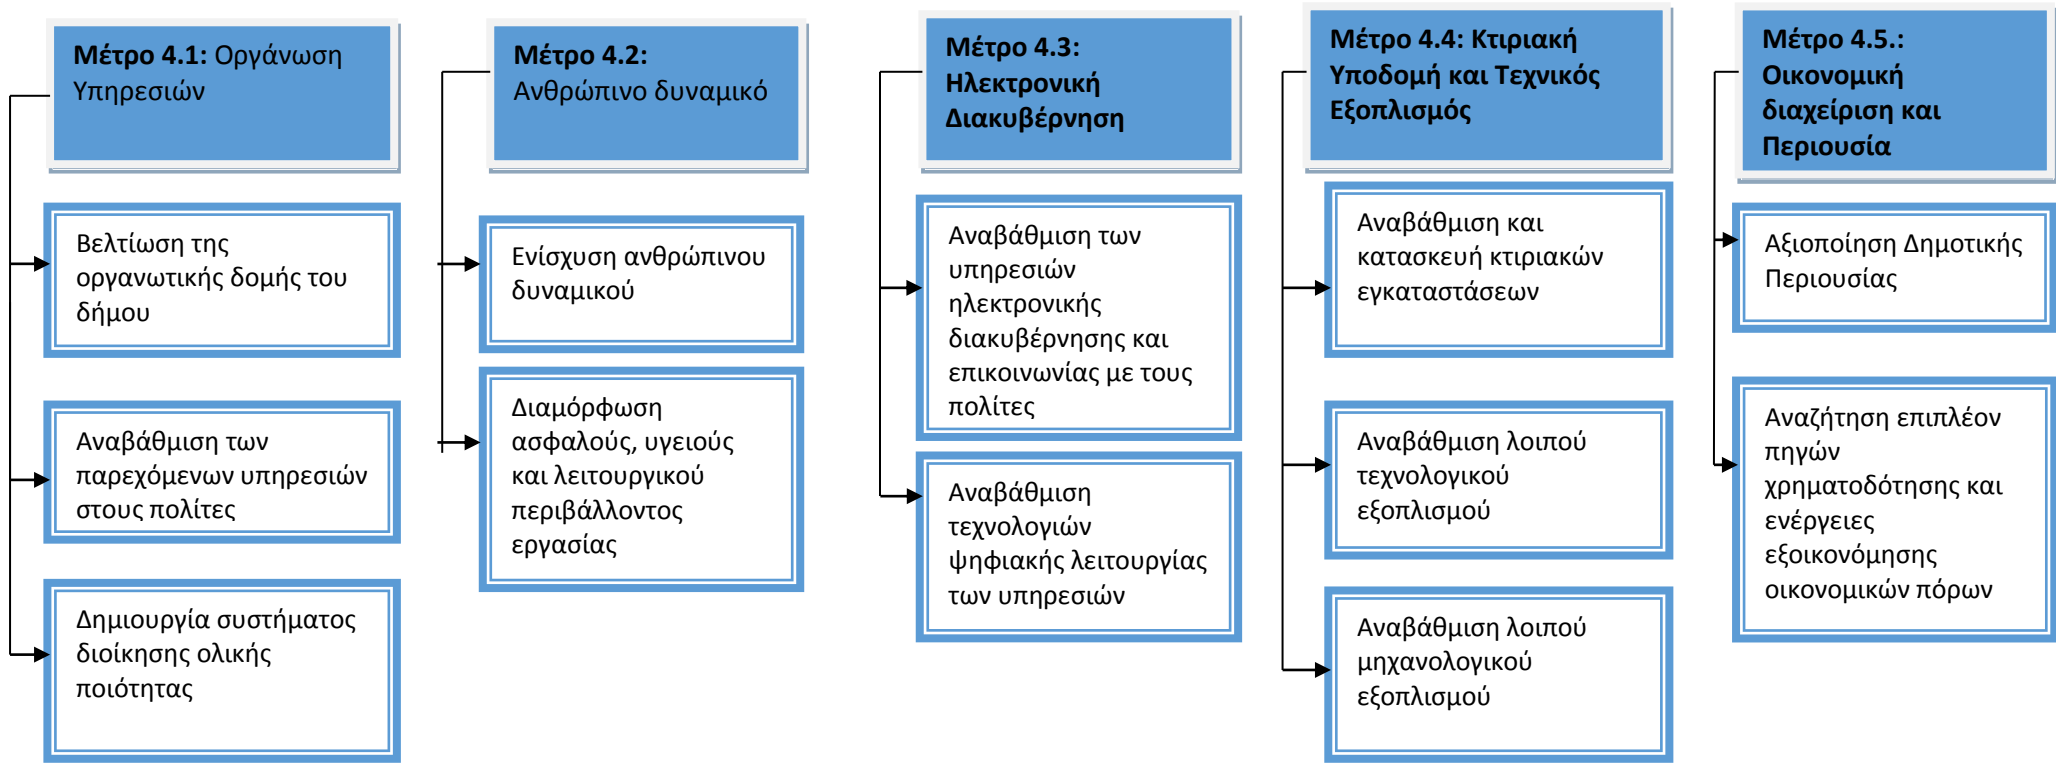 Μέτρο 4.1: Οργάνωση
Υπηρεσιών
Βελτίωση της
οργανωτικής δομής του
δήμου
Αναβάθμιση των
παρεχόμενων υπηρεσιών
στους πολίτες
Δημιουργία συστήματος
διοίκησης ολικής
ποιότητας
Μέτρο 4.2:
Ανθρώπινο δυναμικό
Ενίσχυση ανθρώπινου
δυναμικού
Διαμόρφωση
ασφαλούς, υγειούς
και λειτουργικού
περιβάλλοντος
εργασίας
Μέτρο 4.3:
Ηλεκτρονική
Διακυβέρνηση
Αναβάθμιση των
υπηρεσιών
ηλεκτρονικής
διακυβέρνησης και
επικοινωνίας με τους
πολίτες
Αναβάθμιση
τεχνολογιών
ψηφιακής λειτουργίας
των υπηρεσιών
Μέτρο 4.4: Κτιριακή
Υποδομή και Τεχνικός
Εξοπλισμός
Αναβάθμιση και
κατασκευή κτιριακών
εγκαταστάσεων
Αναβάθμιση λοιπού
τεχνολογικού
εξοπλισμού
Αναβάθμιση λοιπού
μηχανολογικού
εξοπλισμού
Μέτρο 4.5.:
Οικονομική
διαχείριση και
Περιουσία
Αξιοποίηση Δημοτικής
Περιουσίας
Αναζήτηση επιπλέον
πηγών
χρηματοδότησης και
ενέργειες
εξοικονόμησης
οικονομικών πόρων